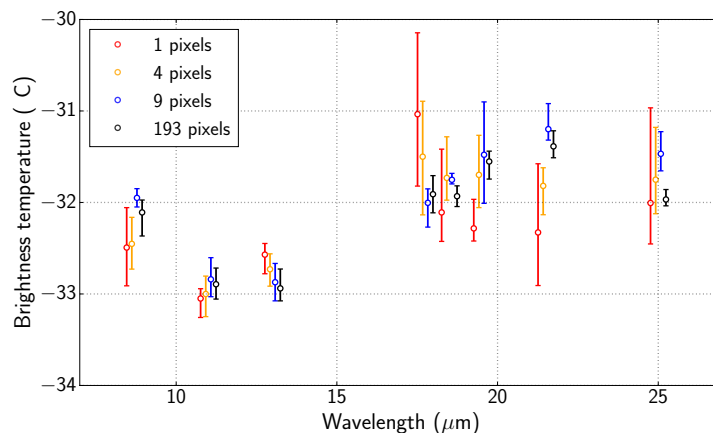 −30
−31
−32
−33
−34
Brightness temperature ( C)
1 pixels
4 pixels
9 pixels
193 pixels
10
15
20
25
Wavelength (μm)